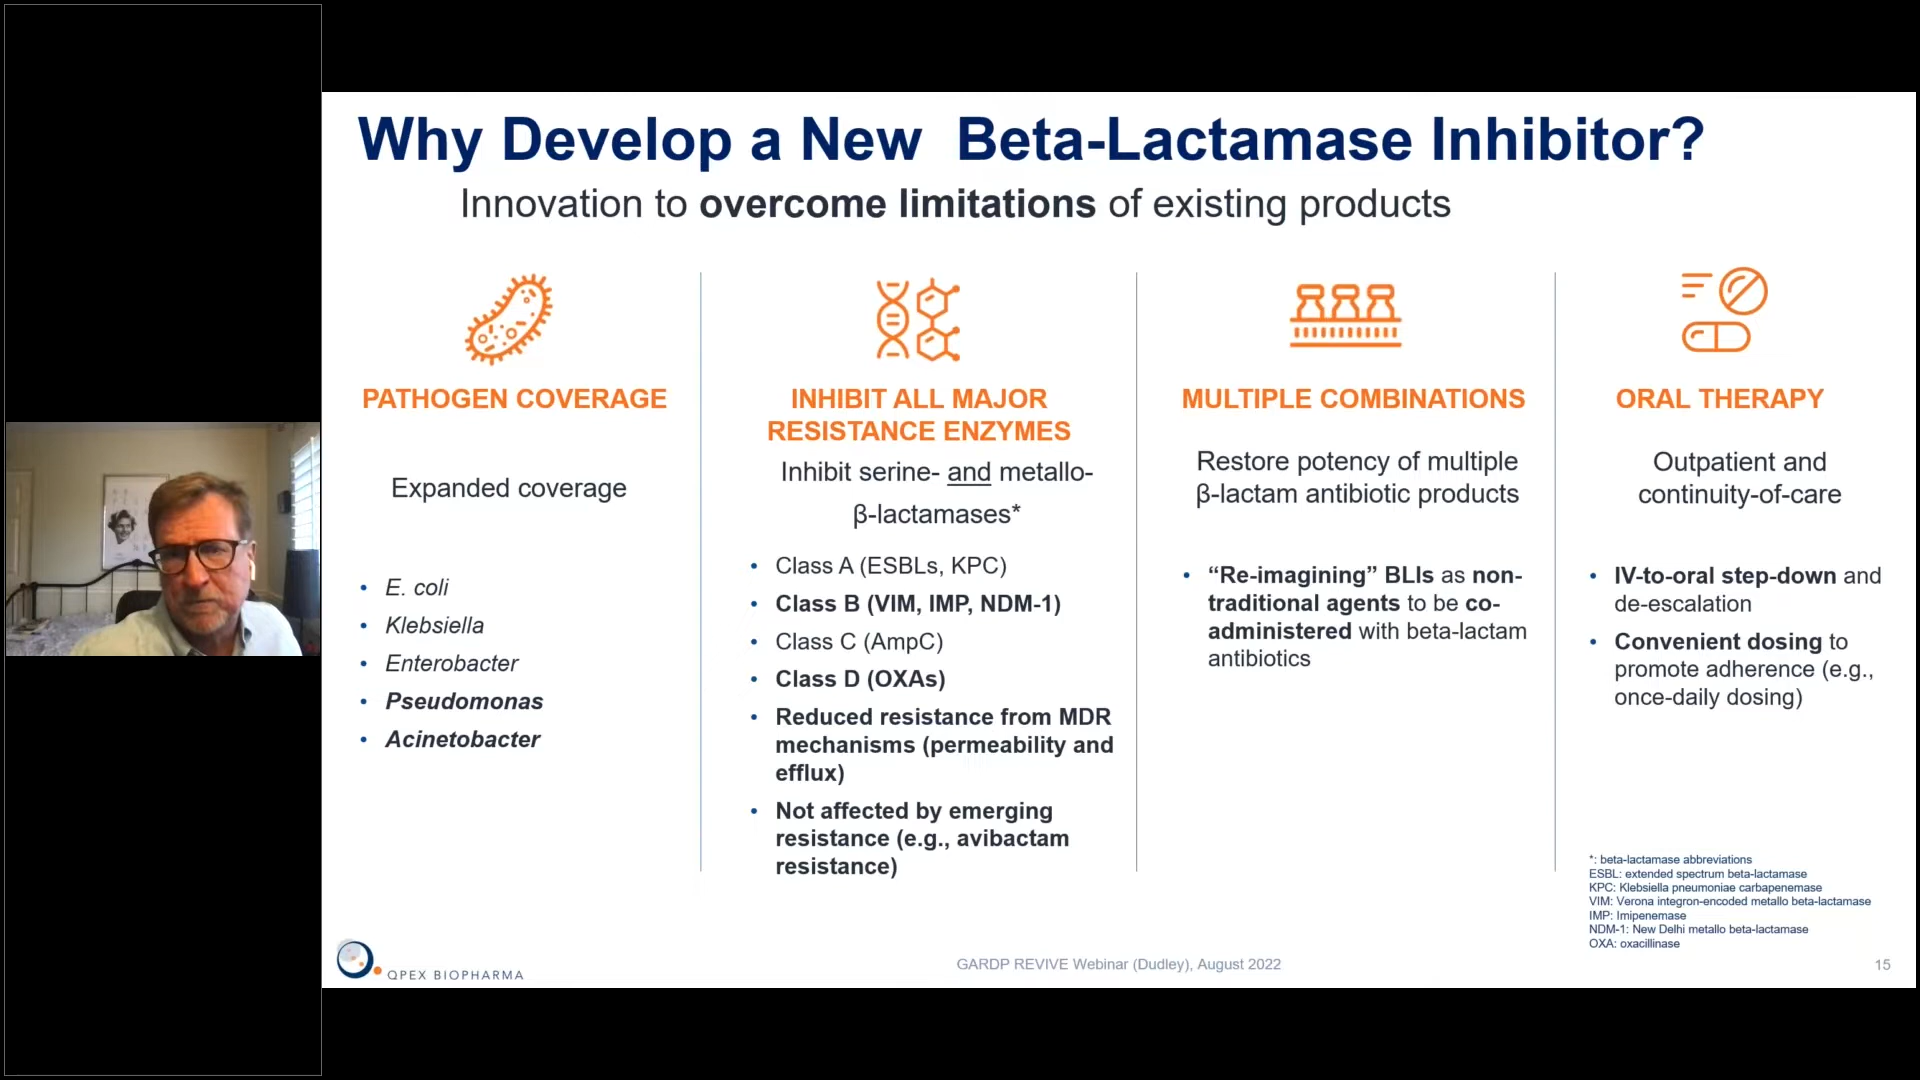 Why Develop a New  Beta-Lactamase Inhibitor?
Innovation to overcome limitations of existing products
PATHOGEN COVERAGE
Expanded coverage
• E. coli
• Klebsiella
• Enterobacter
• Pseudomonas
• Acinetobacter
INHIBIT ALL MAJOR
RESISTANCE ENZYMES
Inhibit serine- and metallo-
β-lactamases*
• Class A (ESBLs, KPC)
• Class B (VIM, IMP, NDM-1)
• Class C (AmpC)
• Class D (OXAs)
• Reduced resistance from MDR
mechanisms (permeability and
efflux)
• Not affected by emerging
resistance (e.g., avibactam
resistance)
MULTIPLE COMBINATIONS
Restore potency of multiple
β-lactam antibiotic products
• “Re-imagining” BLIs as non-
traditional agents to be co-
administered with beta-lactam
antibiotics
ORAL THERAPY
Outpatient and
continuity-of-care
• IV-to-oral step-down and
de-escalation
• Convenient dosing to
promote adherence (e.g.,
once-daily dosing)
*: beta-lactamase abbreviations
ESBL: extended spectrum beta-lactamase
KPC: Klebsiella pneumoniae carbapenemase
VIM: Verona integron-encoded metallo beta-lactamase
IMP: Imipenemase
NDM-1: New Delhi metallo beta-lactamase
OXA: oxacillinase
QPEX BIOPHARMA
GARDP REVIVE Webinar (Dudley), August 2022
15